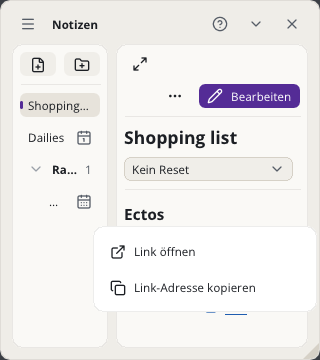 Notizen
Shopping...
Dailies
Ra... 1
...
Bearbeiten
Shopping list
Kein Reset
Ectos
Link öffnen
Link-Adresse kopieren